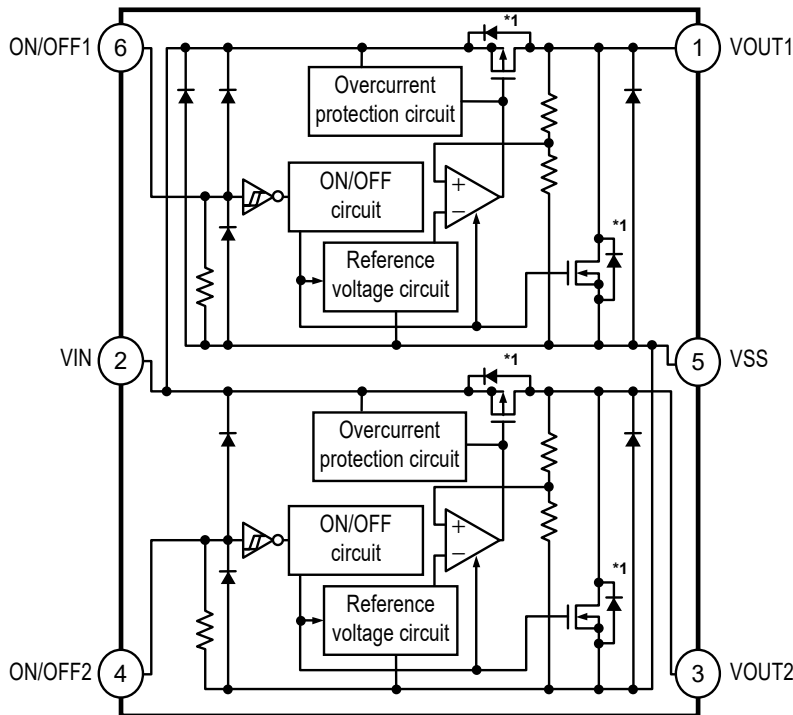 ON/OFF1
6
*1
1
VOUT1
Overcurrent
protection circuit
ON/OFF
circuit
+
−
*1
Reference
voltage circuit
VIN
2
*1
5
VSS
Overcurrent
protection circuit
ON/OFF
circuit
+
−
*1
Reference
voltage circuit
ON/OFF2
4
3
VOUT2